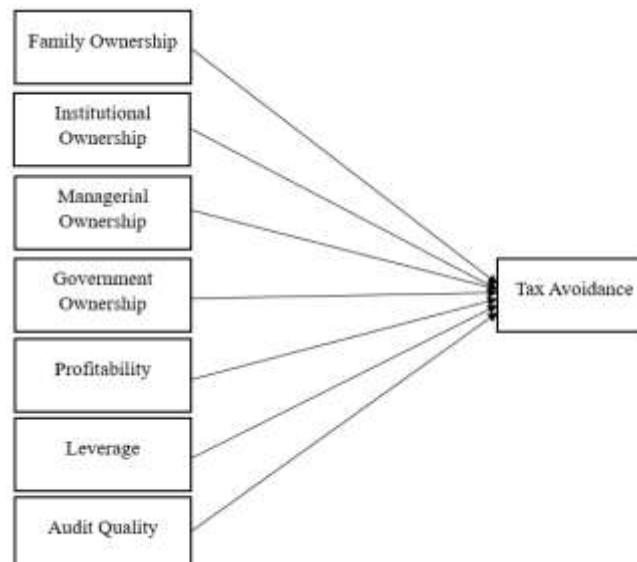 Family Ownership
Institutional
Ownership
Managerial
Ownership
Government
Ownership
Tax Avoidance
Profitability
Leverage
Audit Quality